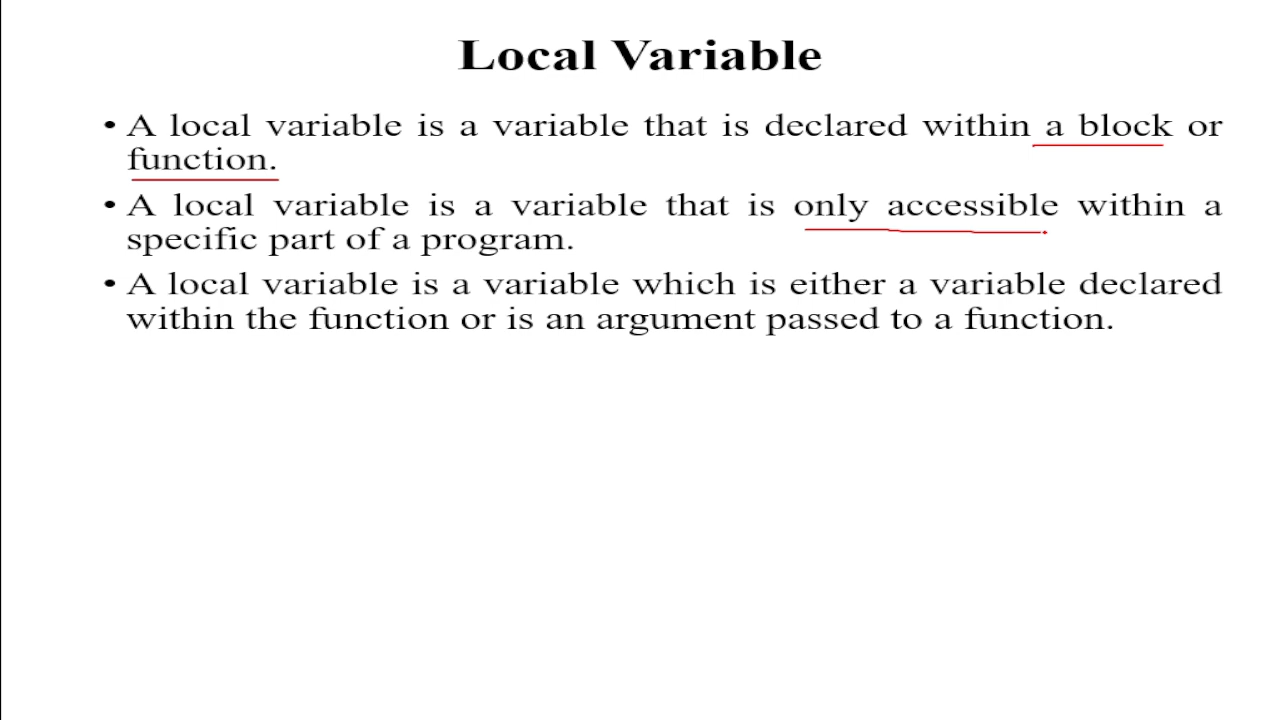 Local Variable
• A local variable is a variable that is declared within a block or
function.
• A local variable is a variable that is only accessible within a
specific part of a program.
• A local variable is a variable which is either a variable declared
within the function or is an argument passed to a function.